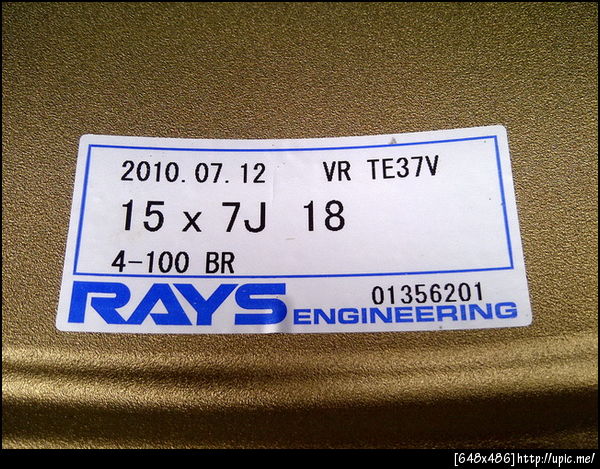 2010.07.12 VR TE37V
15 x 7J 18
4-100 BR
RAYS ENGINEERING 01356201
[648x486]http://upic.me/